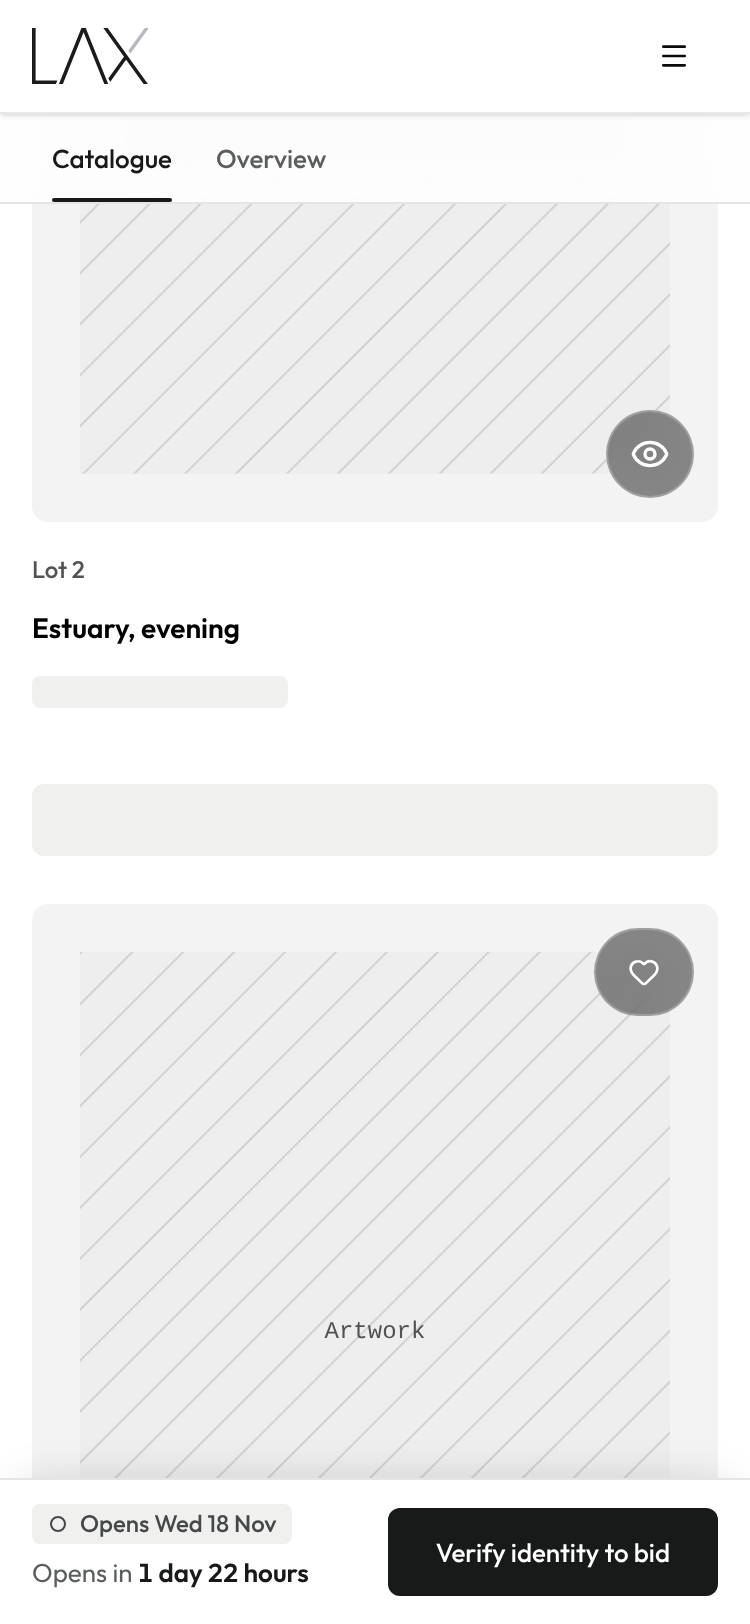 LAX
Catalogue
Overview
Lot 2
Estuary, evening
Artwork
Opens Wed 18 Nov
Opens in 1 day 22 hours
Verify identity to bid